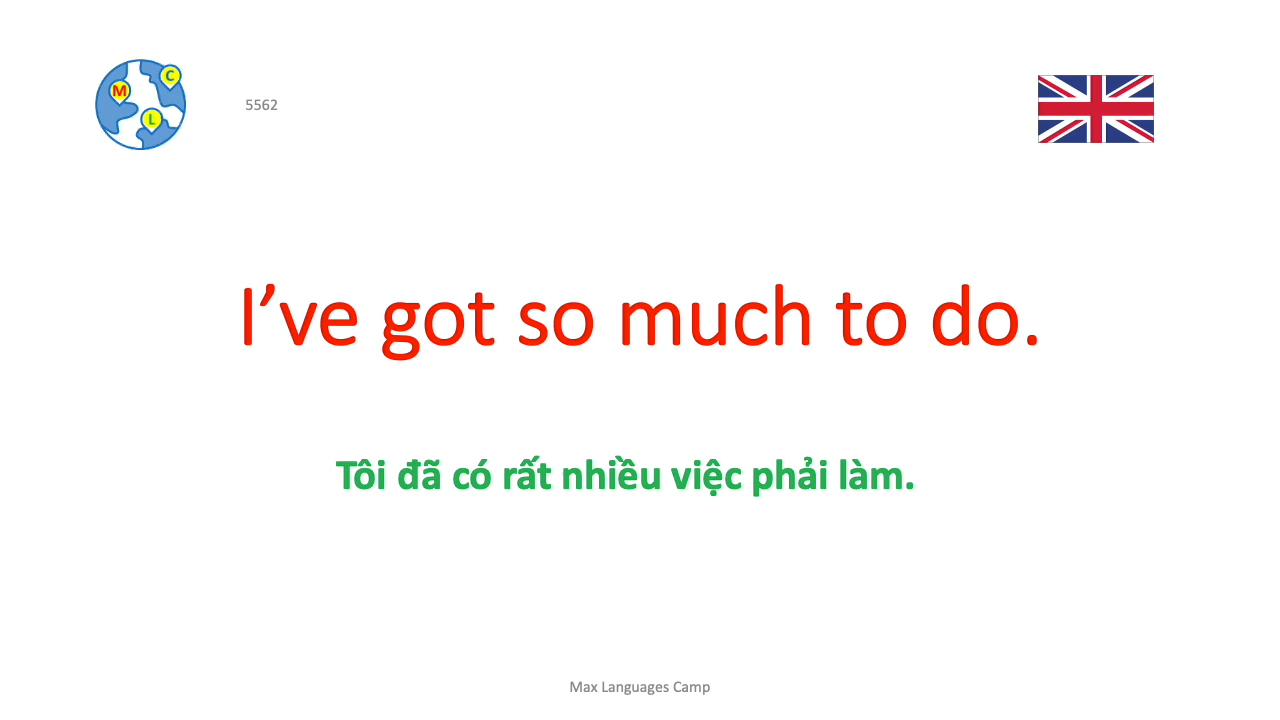 C
M
L
5562
I’ve got so much to do.
Tôi đã có rất nhiều việc phải làm.
Max Languages Camp